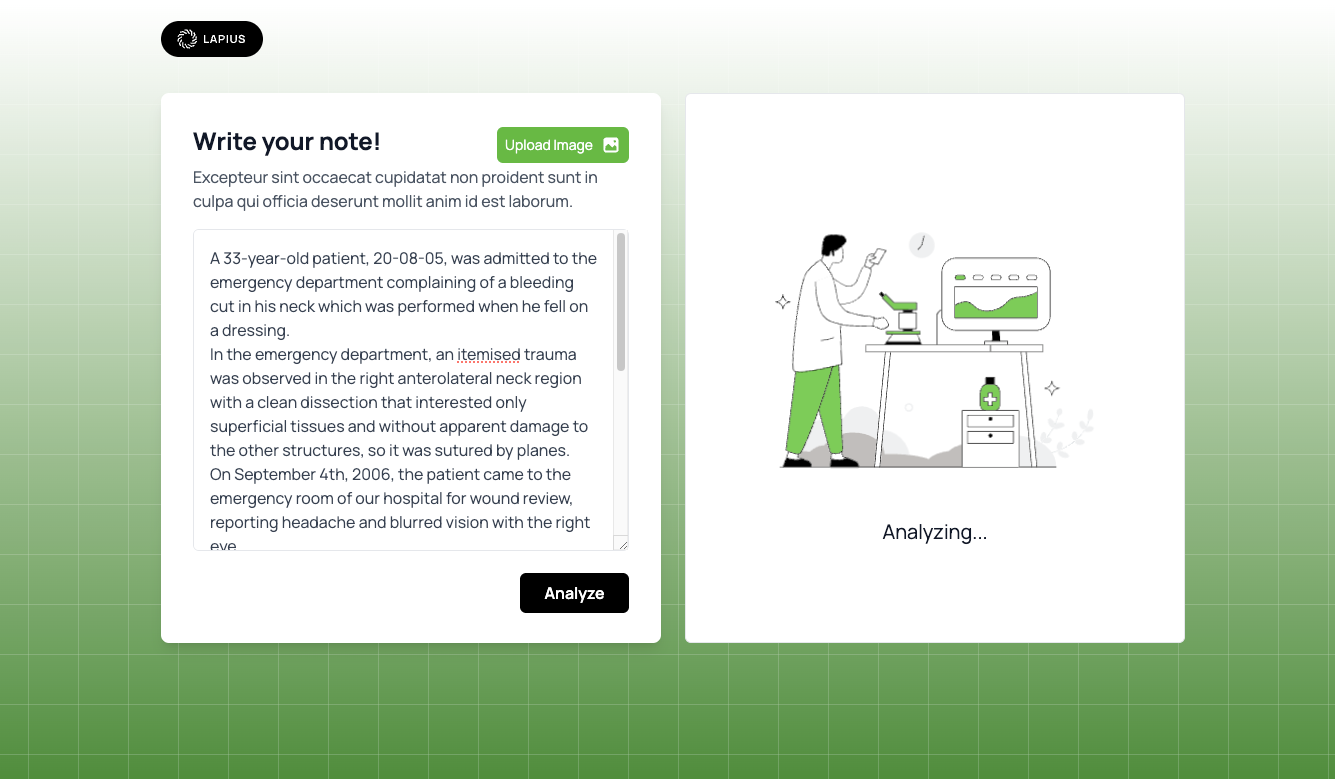 LAPIUS
Write your note!
Upload Image
Excepteur sint occaecat cupidatat non proident sunt in
culpa qui officia deserunt mollit anim id est laborum.
A 33-year-old patient, 20-08-05, was admitted to the
emergency department complaining of a bleeding
cut in his neck which was performed when he fell on
a dressing.
In the emergency department, an itemised trauma
was observed in the right anterolateral neck region
with a clean dissection that interested only
superficial tissues and without apparent damage to
the other structures, so it was sutured by planes.
On September 4th, 2006, the patient came to the
emergency room of our hospital for wound review,
reporting headache and blurred vision with the right
eye
Analyze
Analyzing...